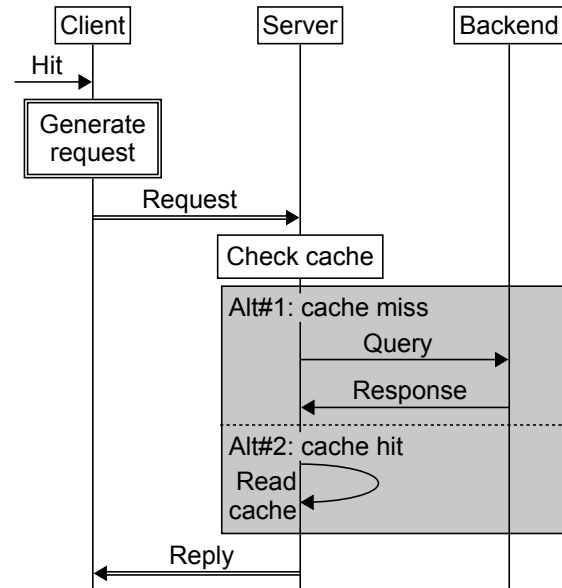 Client
Server
Backend
Hit
Generate
request
Request
Check cache
Alt#1: cache miss
Query
Response
Alt#2: cache hit
Read
cache
Reply